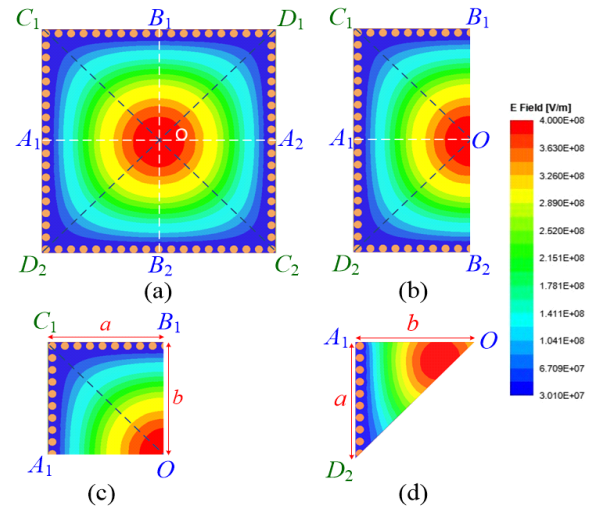 C₁ B₁ D₁
A₁ O A₂
D₂ B₂ C₂
(a)
C₁ B₁
A₁ O
D₂ B₂
(b)
E Field [V/m]
4.000E+08
3.630E+08
3.260E+08
2.890E+08
2.520E+08
2.151E+08
1.781E+08
1.411E+08
1.041E+08
6.709E+07
3.010E+07
C₁ a B₁
b
A₁ O
(c)
A₁ b O
a
D₂
(d)